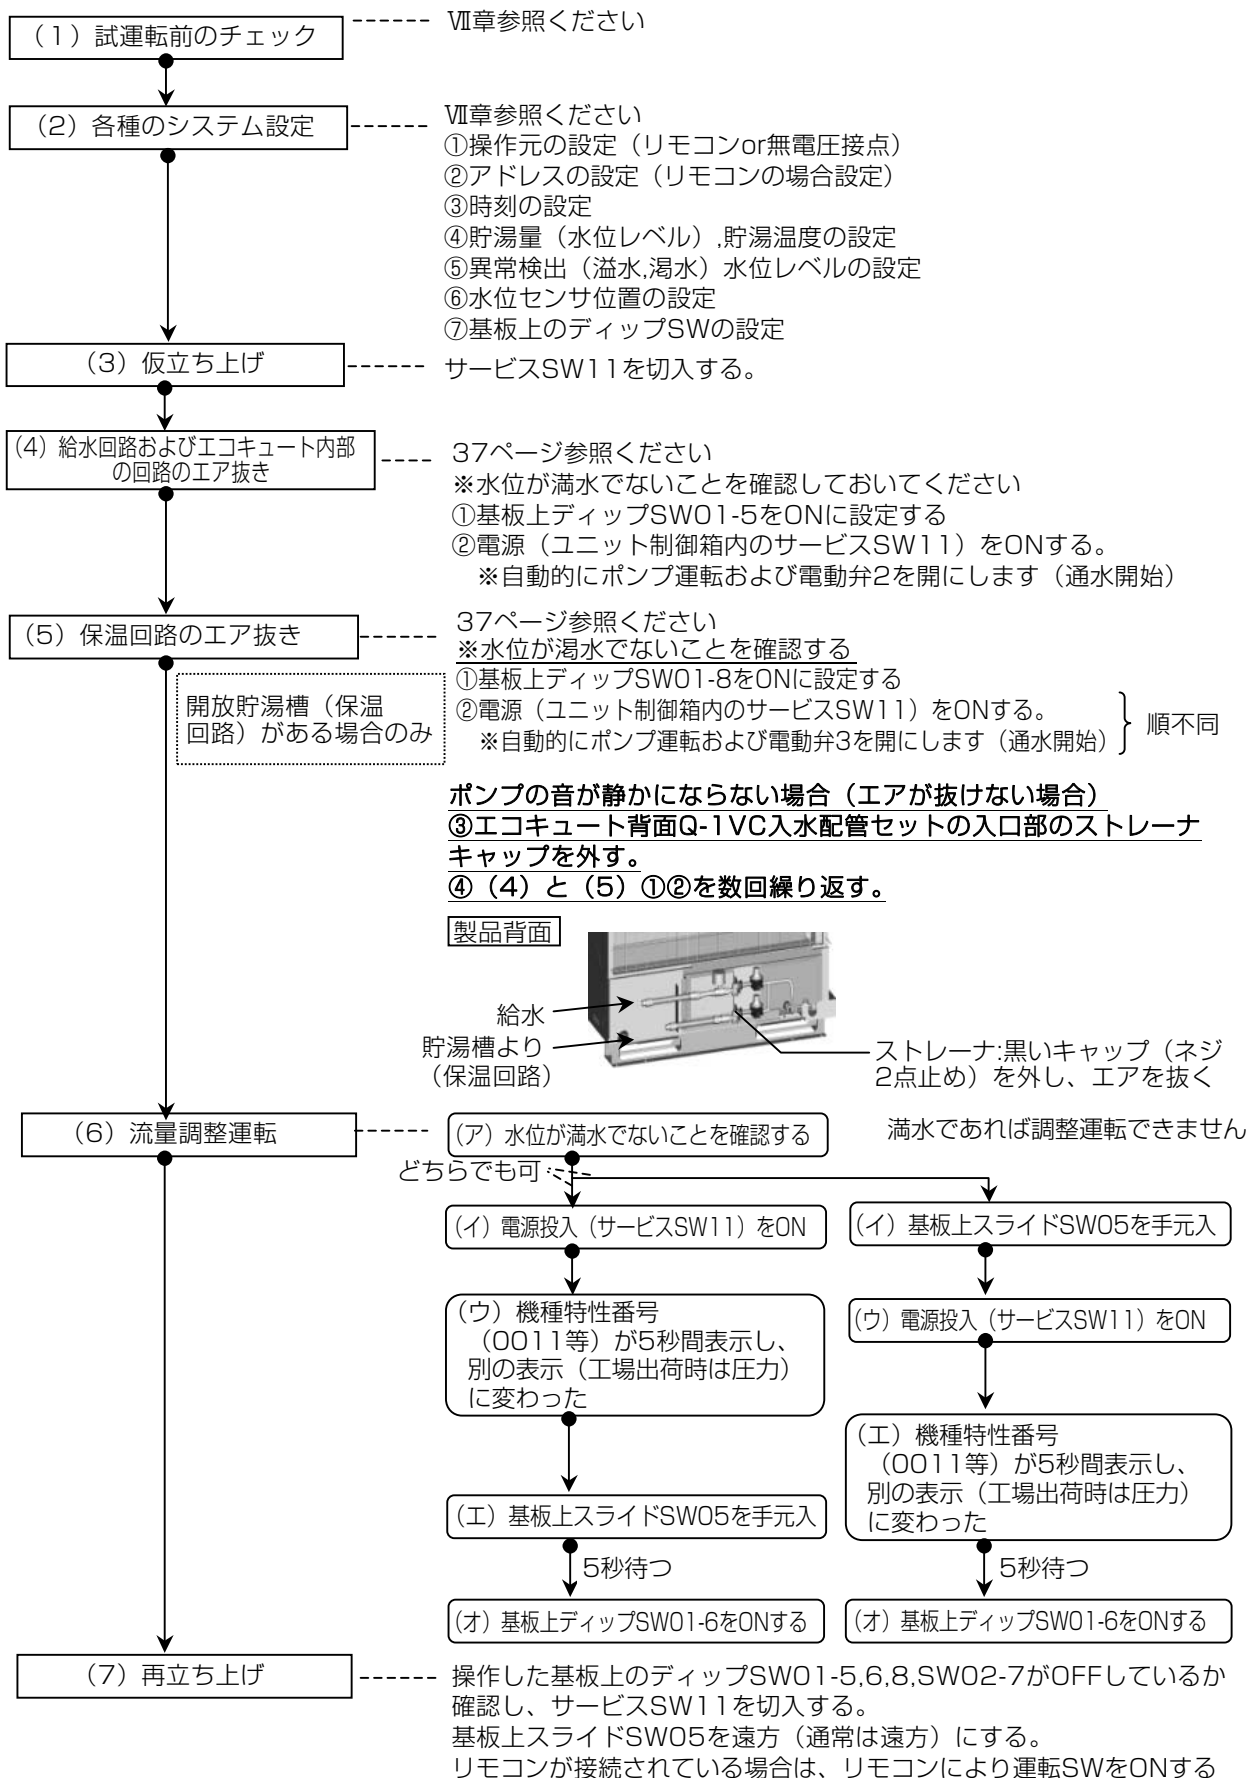 （1）試運転前のチェック
Ⅶ章参照ください
（2）各種のシステム設定
Ⅶ章参照ください
①操作元の設定（リモコンor無電圧接点）
②アドレスの設定（リモコンの場合設定）
③時刻の設定
④貯湯量（水位レベル）,貯湯温度の設定
⑤異常検出（溢水,渇水）水位レベルの設定
⑥水位センサ位置の設定
⑦基板上のディップSWの設定
（3）仮立ち上げ
サービスSW11を切入する。
（4）給水回路およびエコキュート内部
の回路のエア抜き
37ページ参照ください
※水位が満水でないことを確認しておいてください
①基板上ディップSW01-5をONに設定する
②電源（ユニット制御箱内のサービスSW11）をONする。
※自動的にポンプ運転および電動弁2を開にします（通水開始）
（5）保温回路のエア抜き
開放貯湯槽（保温
回路）がある場合のみ
37ページ参照ください
※水位が渇水でないことを確認する
①基板上ディップSW01-8をONに設定する
②電源（ユニット制御箱内のサービスSW11）をONする。
※自動的にポンプ運転および電動弁3を開にします（通水開始）
順不同
ポンプの音が静かにならない場合（エアが抜けない場合）
③エコキュート背面Q-1VC入水配管セットの入口部のストレーナ
キャップを外す。
④（4）と（5）①②を数回繰り返す。
製品背面
給水
貯湯槽より
（保温回路）
ストレーナ:黒いキャップ（ネジ
2点止め）を外し、エアを抜く
（6）流量調整運転
（ア）水位が満水でないことを確認する
満水であれば調整運転できません
どちらでも可
（イ）電源投入（サービスSW11）をON
（ウ）機種特性番号
（0011等）が5秒間表示し、
別の表示（工場出荷時は圧力）
に変わった
（エ）基板上スライドSW05を手元入
5秒待つ
（オ）基板上ディップSW01-6をONする
（イ）基板上スライドSW05を手元入
（ウ）電源投入（サービスSW11）をON
（エ）機種特性番号
（0011等）が5秒間表示し、
別の表示（工場出荷時は圧力）
に変わった
5秒待つ
（オ）基板上ディップSW01-6をONする
（7）再立ち上げ
操作した基板上のディップSW01-5,6,8,SW02-7がOFFしているか
確認し、サービスSW11を切入する。
基板上スライドSW05を遠方（通常は遠方）にする。
リモコンが接続されている場合は、リモコンにより運転SWをONする